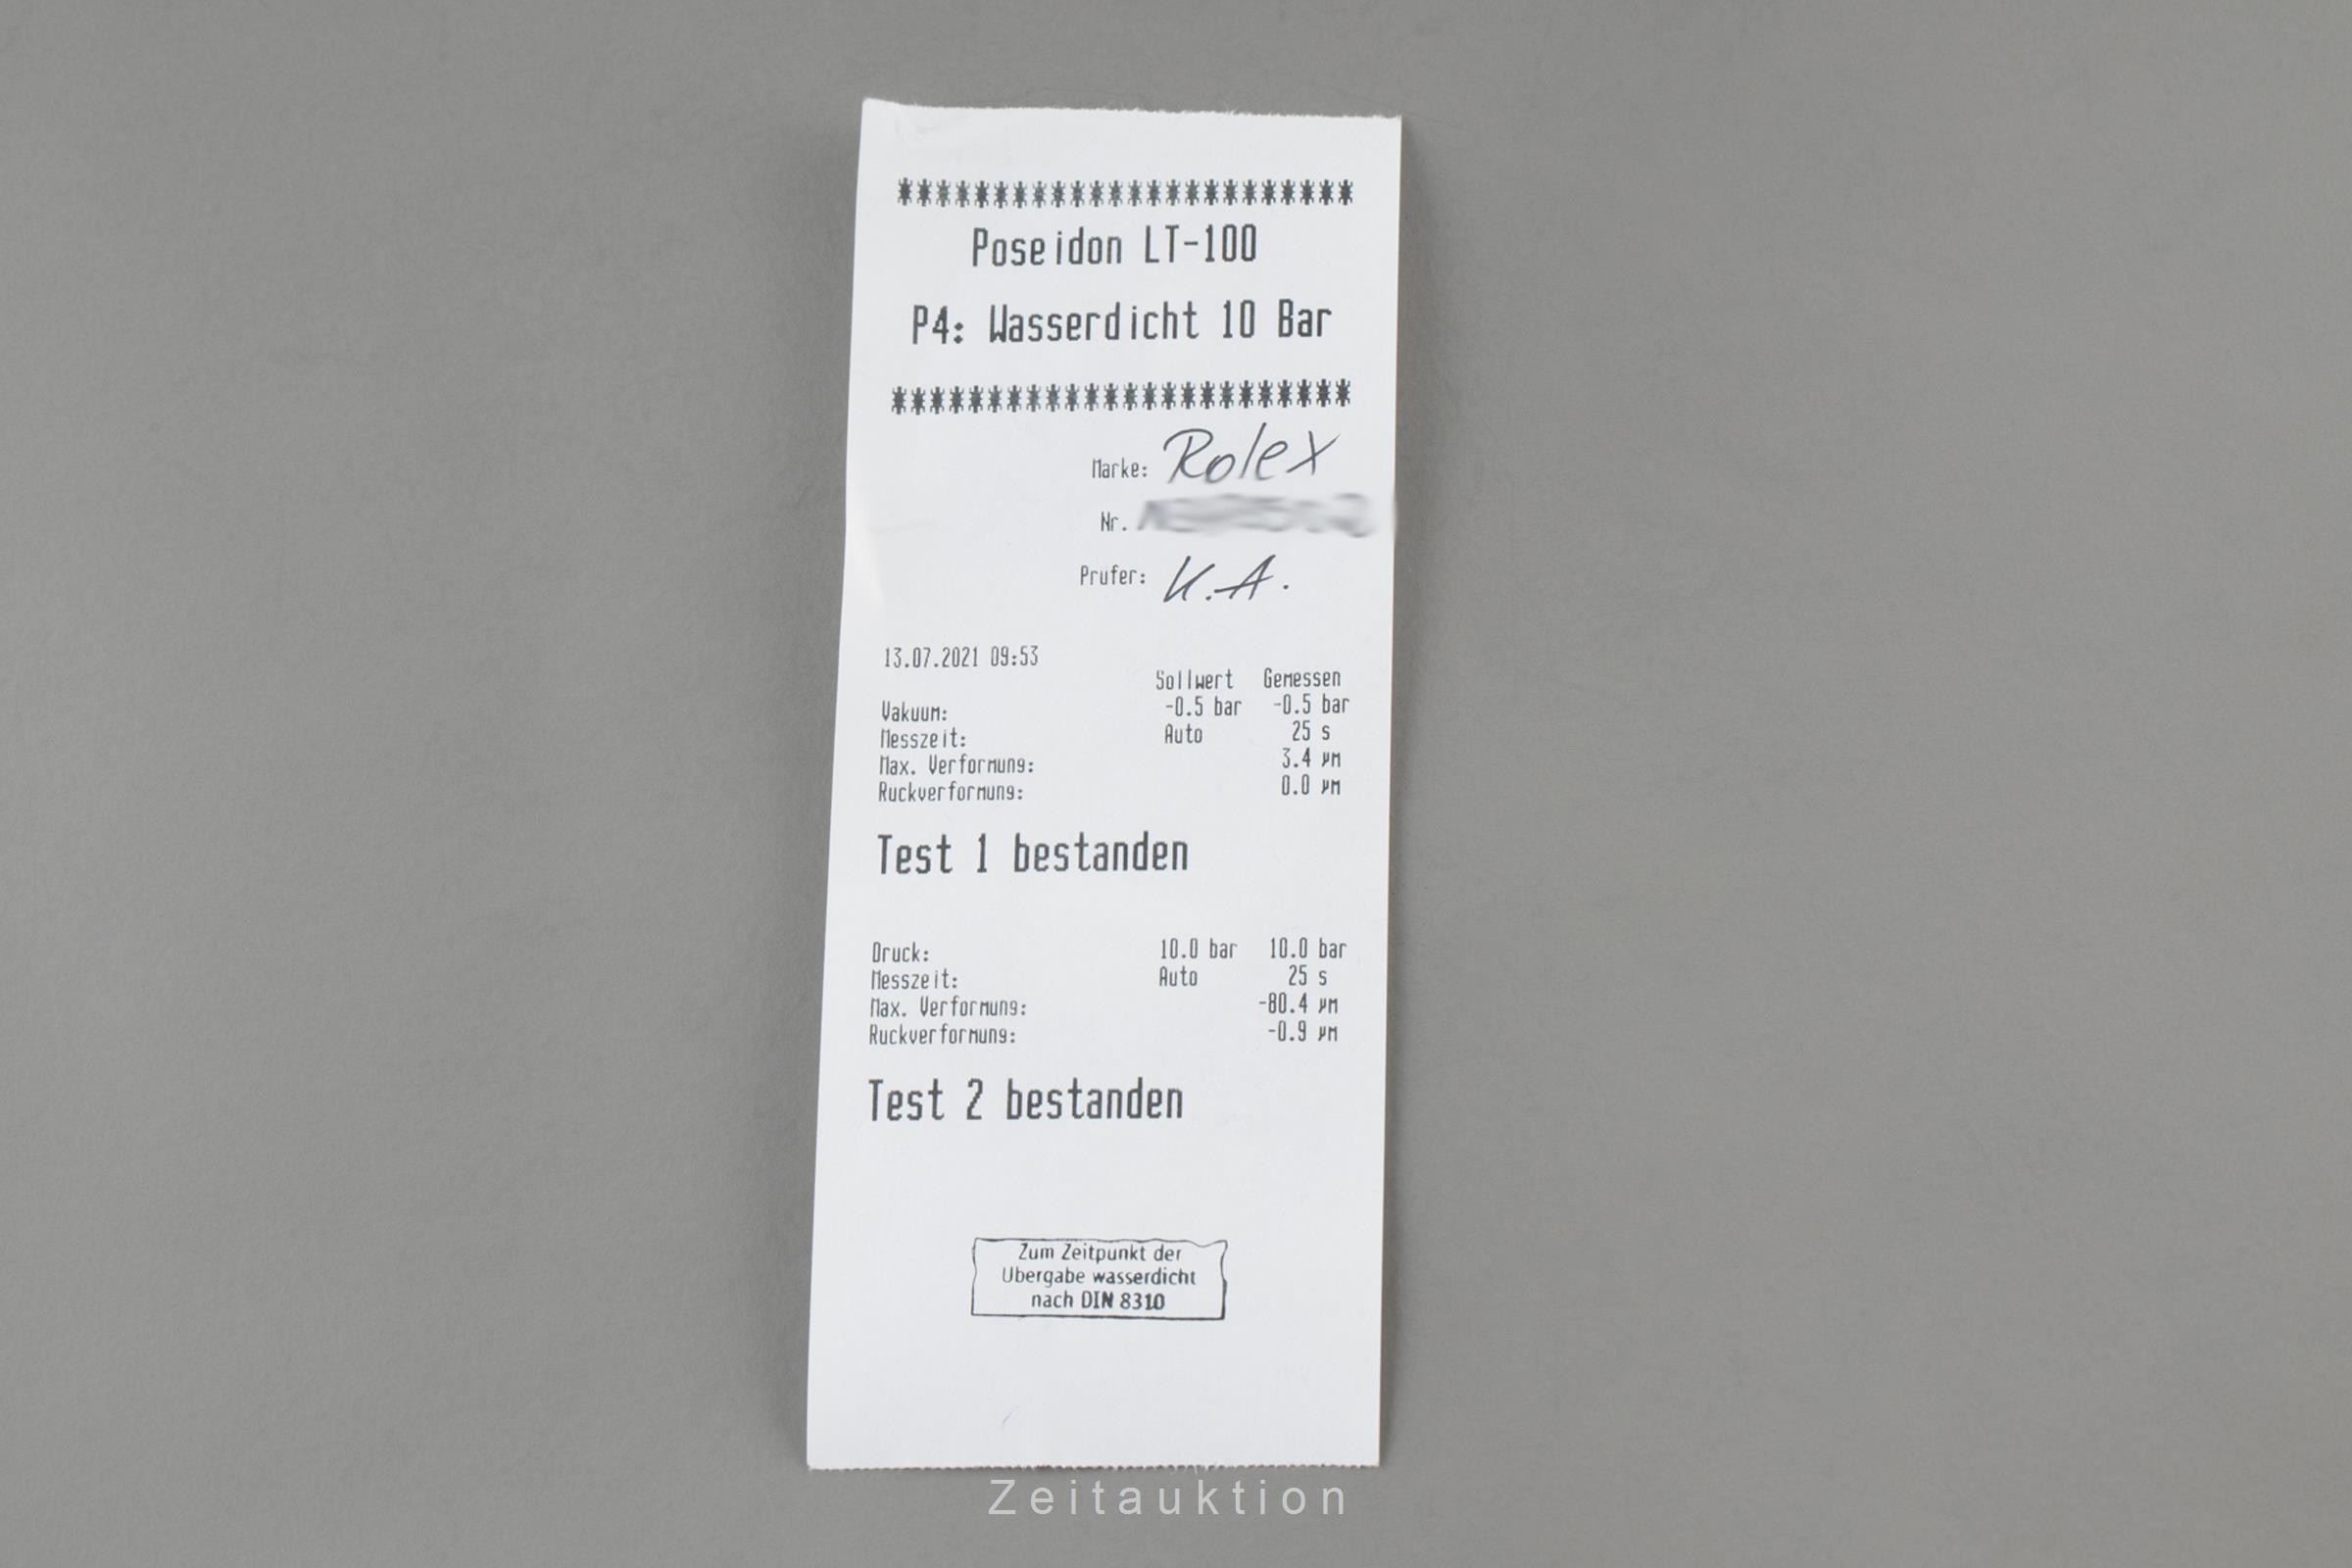 ************************
Poseidon LT-100
P4: Wasserdicht 10 Bar
************************
Marke: Rolex
Nr.
Prufer: K.A.
13.07.2021 09:53
Sollwert Gemessen
Vakuum: -0.5 bar -0.5 bar
Messzeit: Auto 25 s
Max. Verformung: 3.4 µm
Ruckverformung: 0.0 µm
Test 1 bestanden
Druck: 10.0 bar 10.0 bar
Messzeit: Auto 25 s
Max. Verformung: -80.4 µm
Ruckverformung: -0.9 µm
Test 2 bestanden
Zum Zeitpunkt der
Ubergabe wasserdicht
nach DIN 8310
Zeitauktion